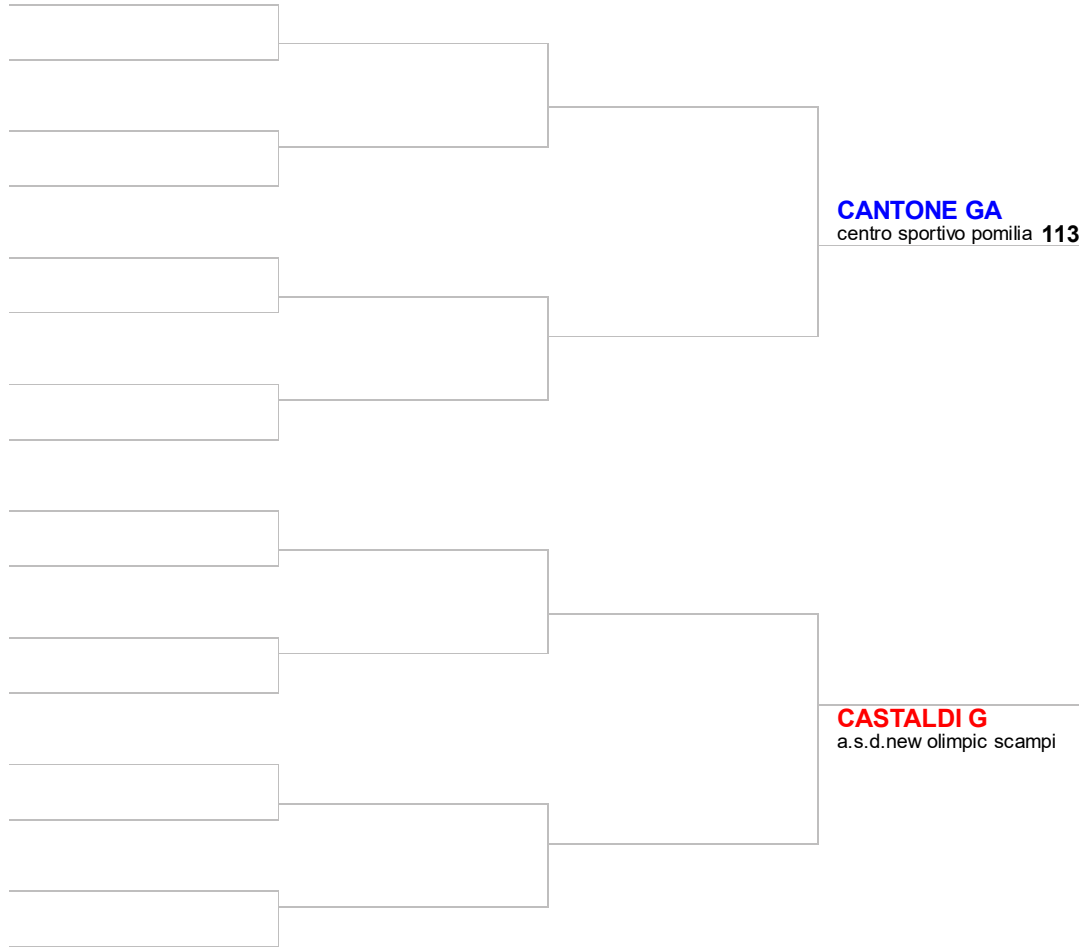 CANTONE GA
centro sportivo pomilia 113
CASTALDI G
a.s.d.new olimpic scampi